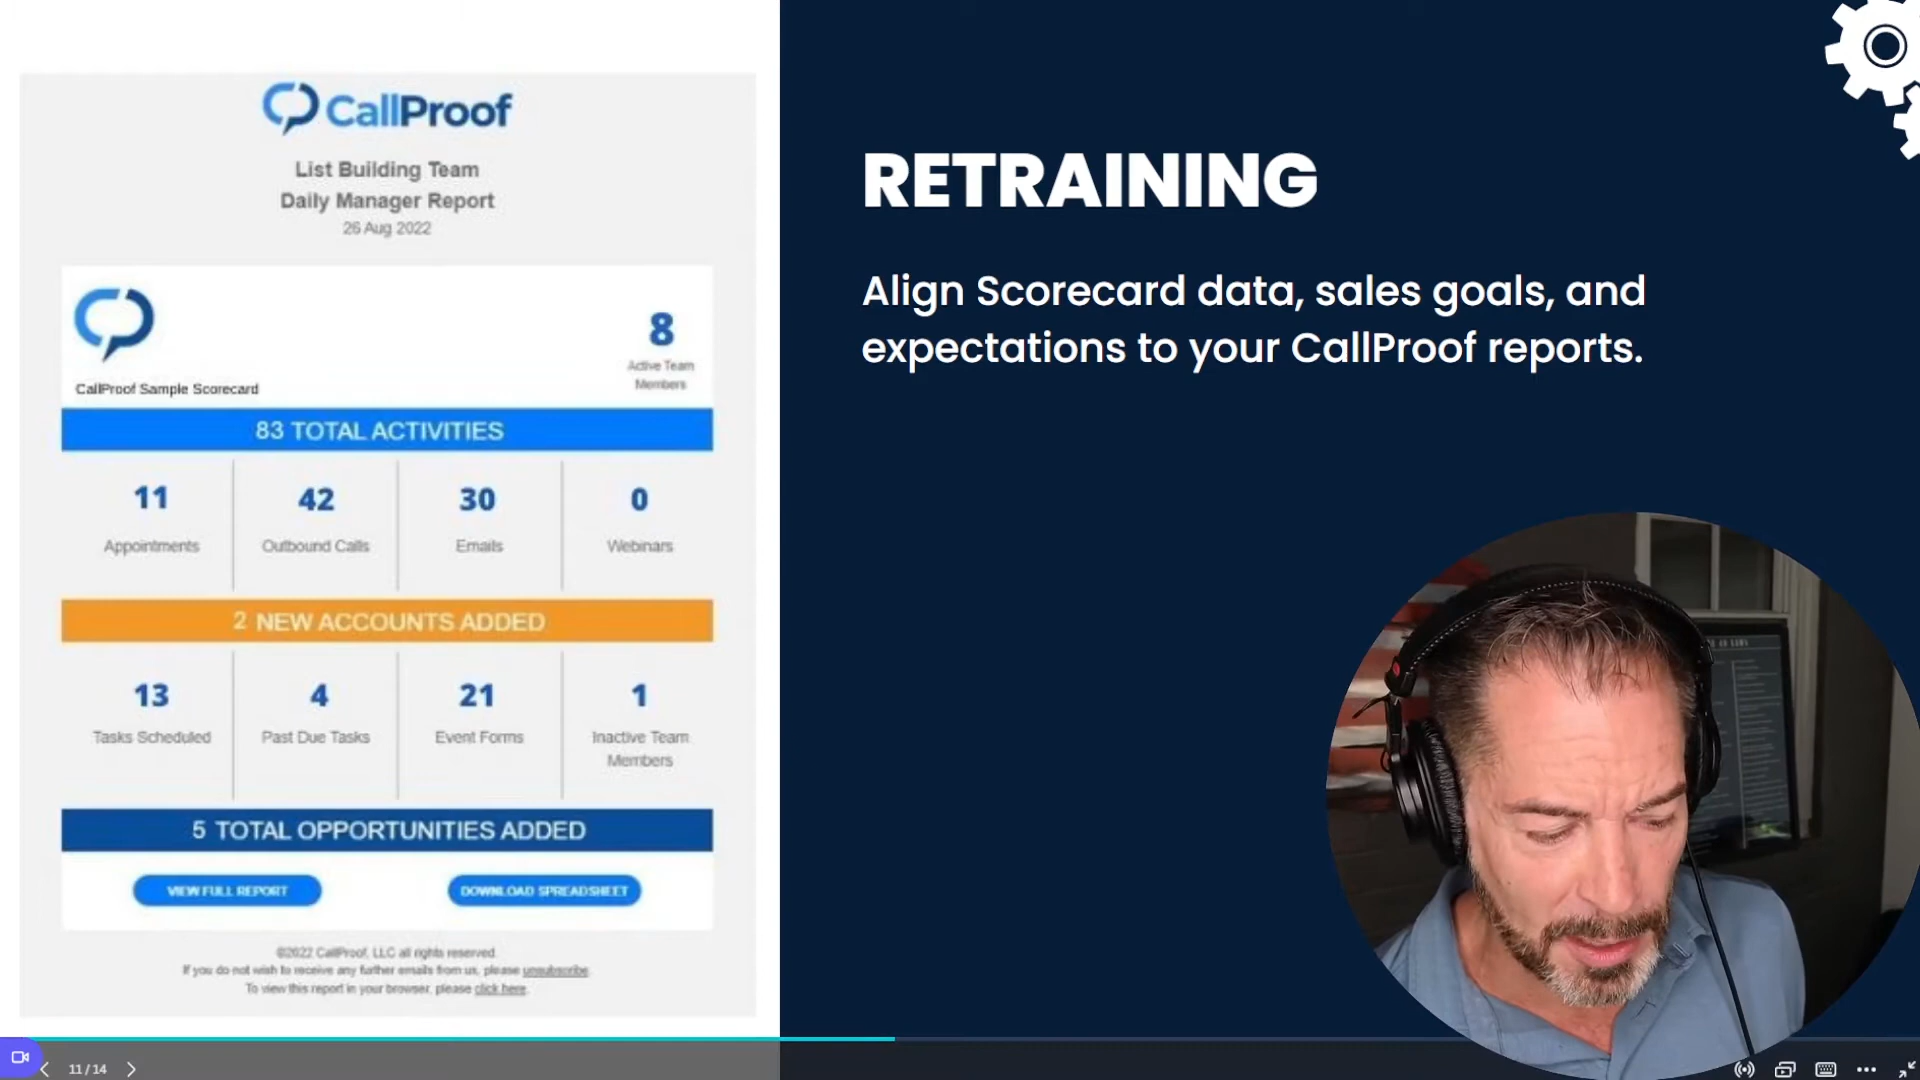 CallProof
List Building Team
Daily Manager Report
26 Aug 2022
8
Active Team
Members
CallProof Sample Scorecard
83 TOTAL ACTIVITIES
11
42
30
0
Appointments
Outbound Calls
Emails
Webinars
2 NEW ACCOUNTS ADDED
13
4
21
1
Tasks Scheduled
Past Due Tasks
Event Forms
Inactive Team
Members
5 TOTAL OPPORTUNITIES ADDED
VIEW FULL REPORT
DOWNLOAD SPREADSHEET
©2022 CallProof, LLC all rights reserved.
If you do not wish to receive any further emails from us, please unsubscribe.
To view this report in your browser, please click here.
RETRAINING
Align Scorecard data, sales goals, and
expectations to your CallProof reports.
11 / 14